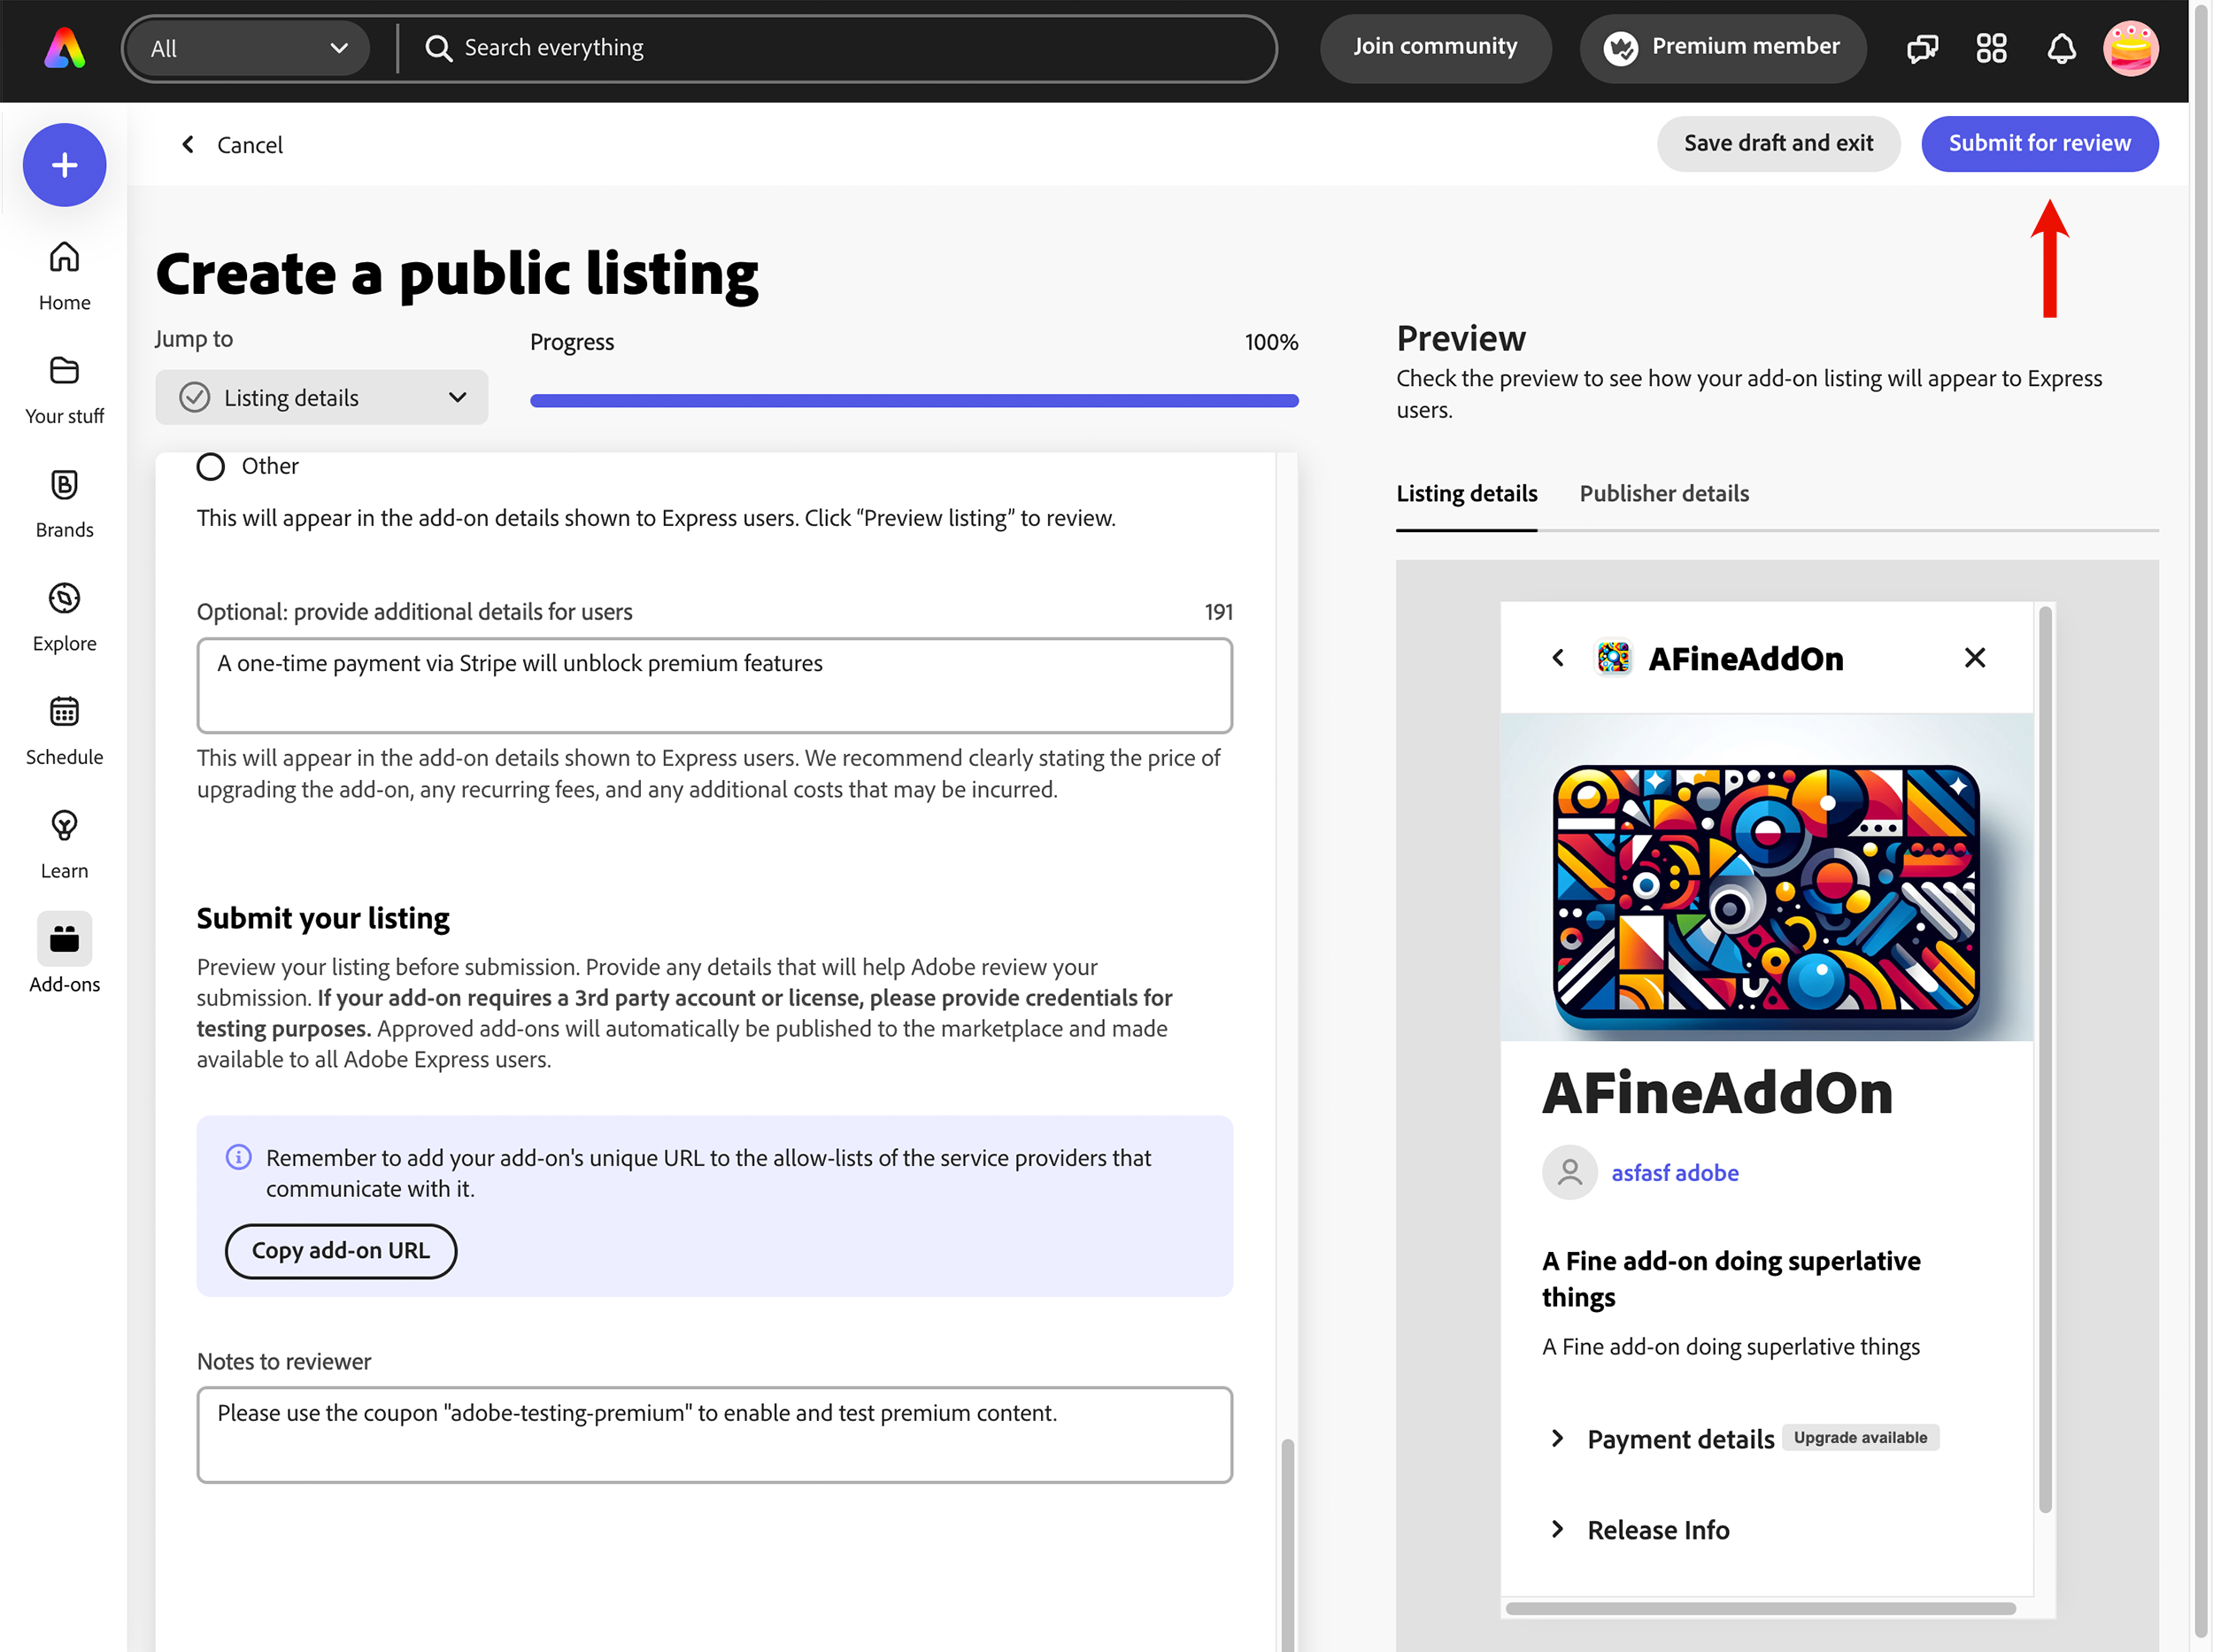 All
Search everything
Join community
Premium member
Cancel
Save draft and exit
Submit for review
Home
Your stuff
Brands
Explore
Schedule
Learn
Add-ons
Create a public listing
Jump to
Listing details
Progress
100%
Other
This will appear in the add-on details shown to Express users. Click “Preview listing” to review.
Optional: provide additional details for users
191
A one-time payment via Stripe will unblock premium features
This will appear in the add-on details shown to Express users. We recommend clearly stating the price of
upgrading the add-on, any recurring fees, and any additional costs that may be incurred.
Submit your listing
Preview your listing before submission. Provide any details that will help Adobe review your
submission. If your add-on requires a 3rd party account or license, please provide credentials for
testing purposes. Approved add-ons will automatically be published to the marketplace and made
available to all Adobe Express users.
Remember to add your add-on's unique URL to the allow-lists of the service providers that
communicate with it.
Copy add-on URL
Notes to reviewer
Please use the coupon "adobe-testing-premium" to enable and test premium content.
Preview
Check the preview to see how your add-on listing will appear to Express
users.
Listing details
Publisher details
AFineAddOn
AFineAddOn
asfasf adobe
A Fine add-on doing superlative
things
A Fine add-on doing superlative things
Payment details
Upgrade available
Release Info